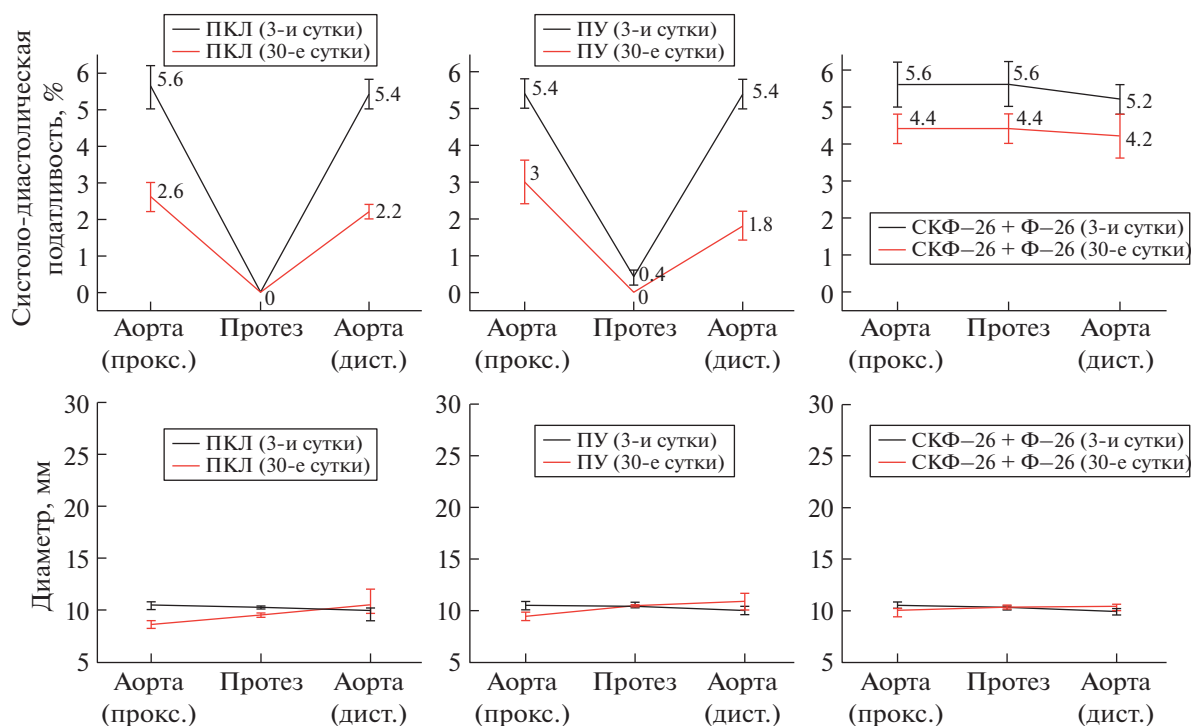 ПКЛ (3-и сутки)
ПКЛ (30-е сутки)
ПУ (3-и сутки)
ПУ (30-е сутки)
Систоло-диастолическая
податливость, %
6
5
4
3
2
1
0
5.6
2.6
0
5.4
2.2
Аорта
(прокс.)
Протез
Аорта
(дист.)
6
5
4
3
2
1
0
5.4
3
0.4
0
5.4
1.8
Аорта
(прокс.)
Протез
Аорта
(дист.)
6
5
4
3
2
1
0
5.6
5.6
5.2
4.4
4.4
4.2
СКФ–26 + Ф–26 (3-и сутки)
СКФ–26 + Ф–26 (30-е сутки)
Аорта
(прокс.)
Протез
Аорта
(дист.)
Диаметр, мм
30
25
20
15
10
5
ПКЛ (3-и сутки)
ПКЛ (30-е сутки)
Аорта
(прокс.)
Протез
Аорта
(дист.)
30
25
20
15
10
5
ПУ (3-и сутки)
ПУ (30-е сутки)
Аорта
(прокс.)
Протез
Аорта
(дист.)
30
25
20
15
10
5
СКФ–26 + Ф–26 (3-и сутки)
СКФ–26 + Ф–26 (30-е сутки)
Аорта
(прокс.)
Протез
Аорта
(дист.)